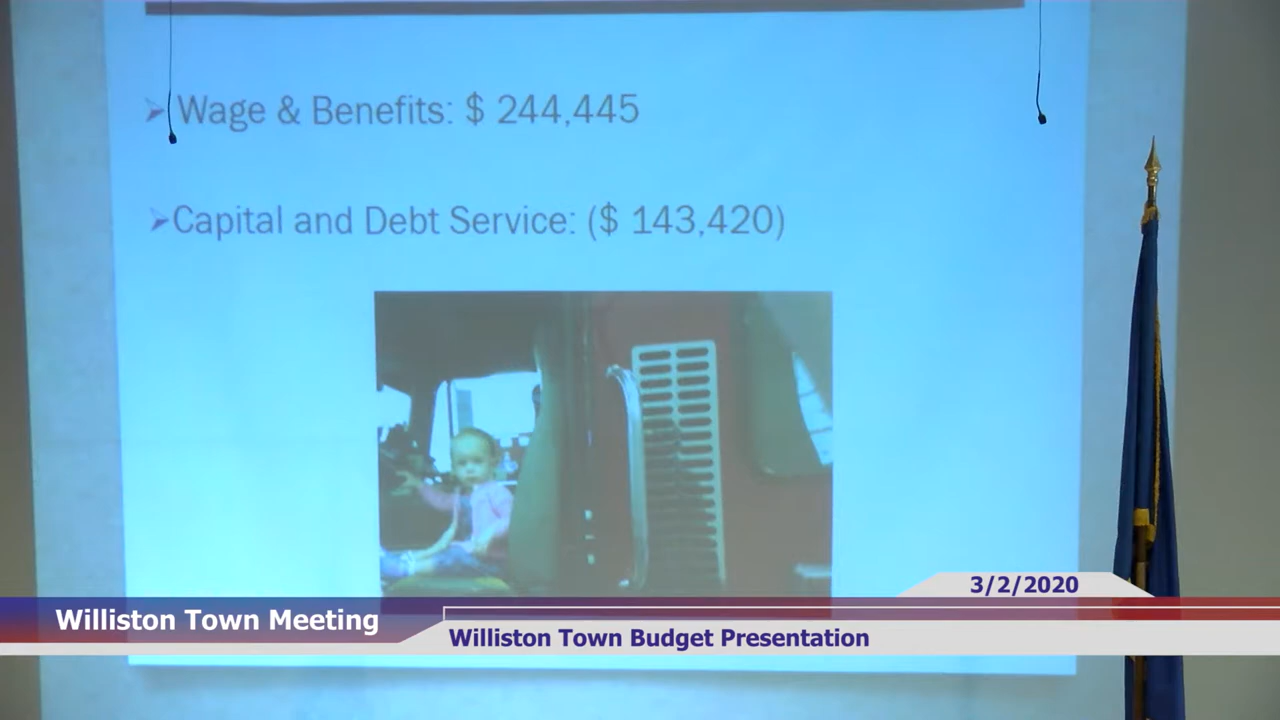 ➢ Wage & Benefits: $ 244,445
➢Capital and Debt Service: ($ 143,420)
3/2/2020
Williston Town Meeting
Williston Town Budget Presentation